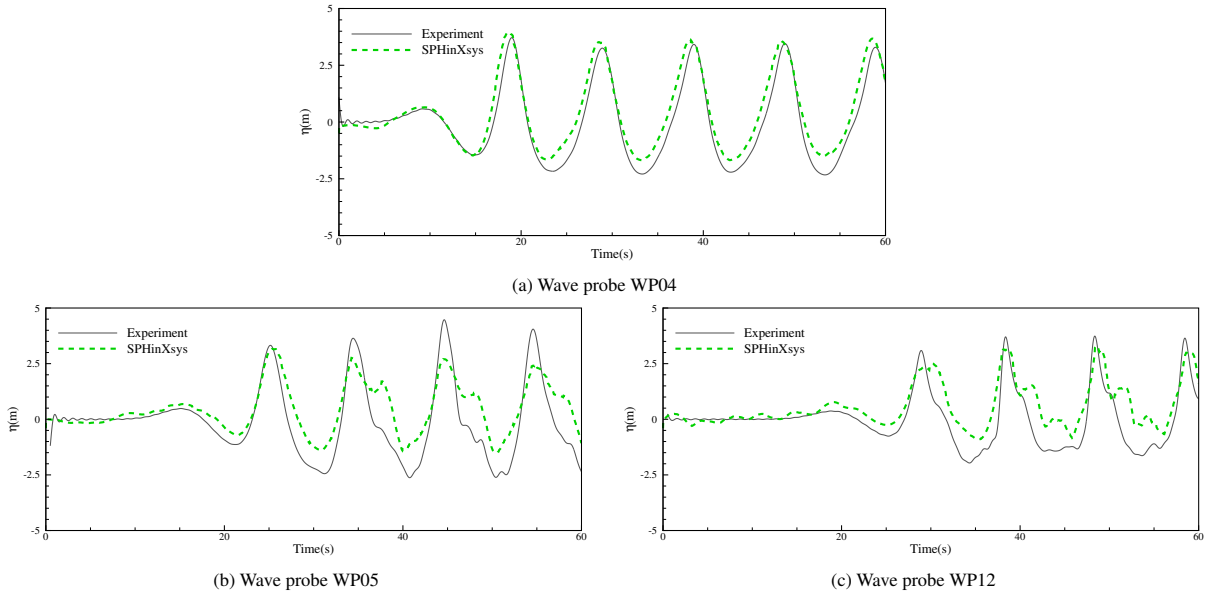 5
2.5
0
-2.5
-5
η(m)
Experiment
SPHinXsys
0
20
40
60
Time(s)
(a) Wave probe WP04
5
2.5
0
-2.5
-5
η(m)
Experiment
SPHinXsys
0
20
40
60
Time(s)
(b) Wave probe WP05
5
2.5
0
-2.5
-5
η(m)
Experiment
SPHinXsys
0
20
40
60
Time(s)
(c) Wave probe WP12